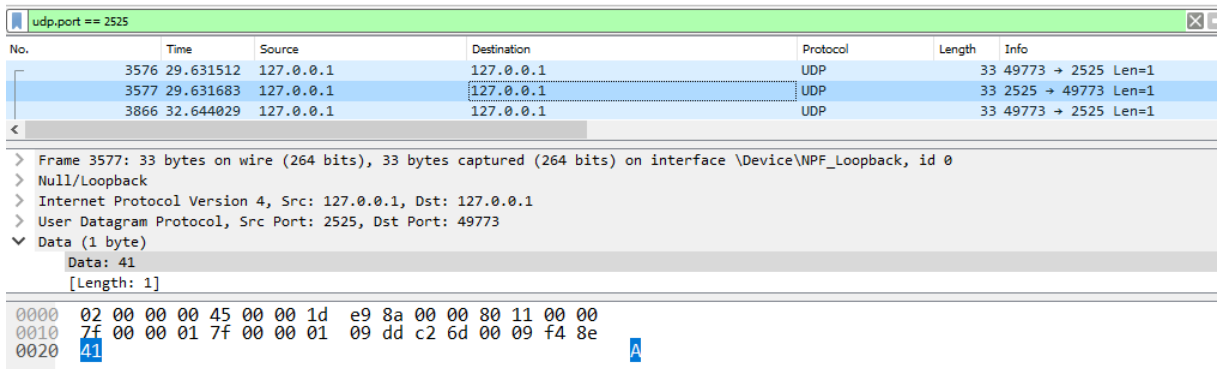 udp.port == 2525
No. Time Source Destination Protocol Length Info
3576 29.631512 127.0.0.1 127.0.0.1 UDP 33 49773 → 2525 Len=1
3577 29.631683 127.0.0.1 127.0.0.1 UDP 33 2525 → 49773 Len=1
3866 32.644029 127.0.0.1 127.0.0.1 UDP 33 49773 → 2525 Len=1
> Frame 3577: 33 bytes on wire (264 bits), 33 bytes captured (264 bits) on interface \Device\NPF_Loopback, id 0
> Null/Loopback
> Internet Protocol Version 4, Src: 127.0.0.1, Dst: 127.0.0.1
> User Datagram Protocol, Src Port: 2525, Dst Port: 49773
Data (1 byte)
Data: 41
[Length: 1]
0000 02 00 00 00 45 00 00 1d e9 8a 00 00 80 11 00 00
0010 7f 00 00 01 7f 00 00 01 09 dd c2 6d 00 09 f4 8e
0020 41 A